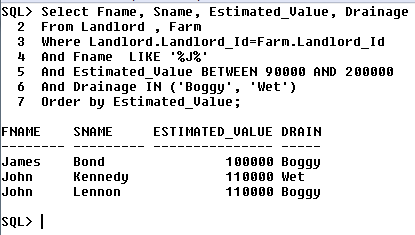 SQL> Select Fname, Sname, Estimated_Value, Drainage
2 From Landlord , Farm
3 Where Landlord.Landlord_Id=Farm.Landlord_Id
4 And Fname  LIKE '%J%'
5 And Estimated_Value BETWEEN 90000 AND 200000
6 And Drainage IN ('Boggy', 'Wet')
7 Order by Estimated_Value;
FNAME    SNAME     ESTIMATED_VALUE DRAIN
-------- --------- --------------- -----
James    Bond               100000 Boggy
John     Kennedy            110000 Wet
John     Lennon             110000 Boggy
SQL> |